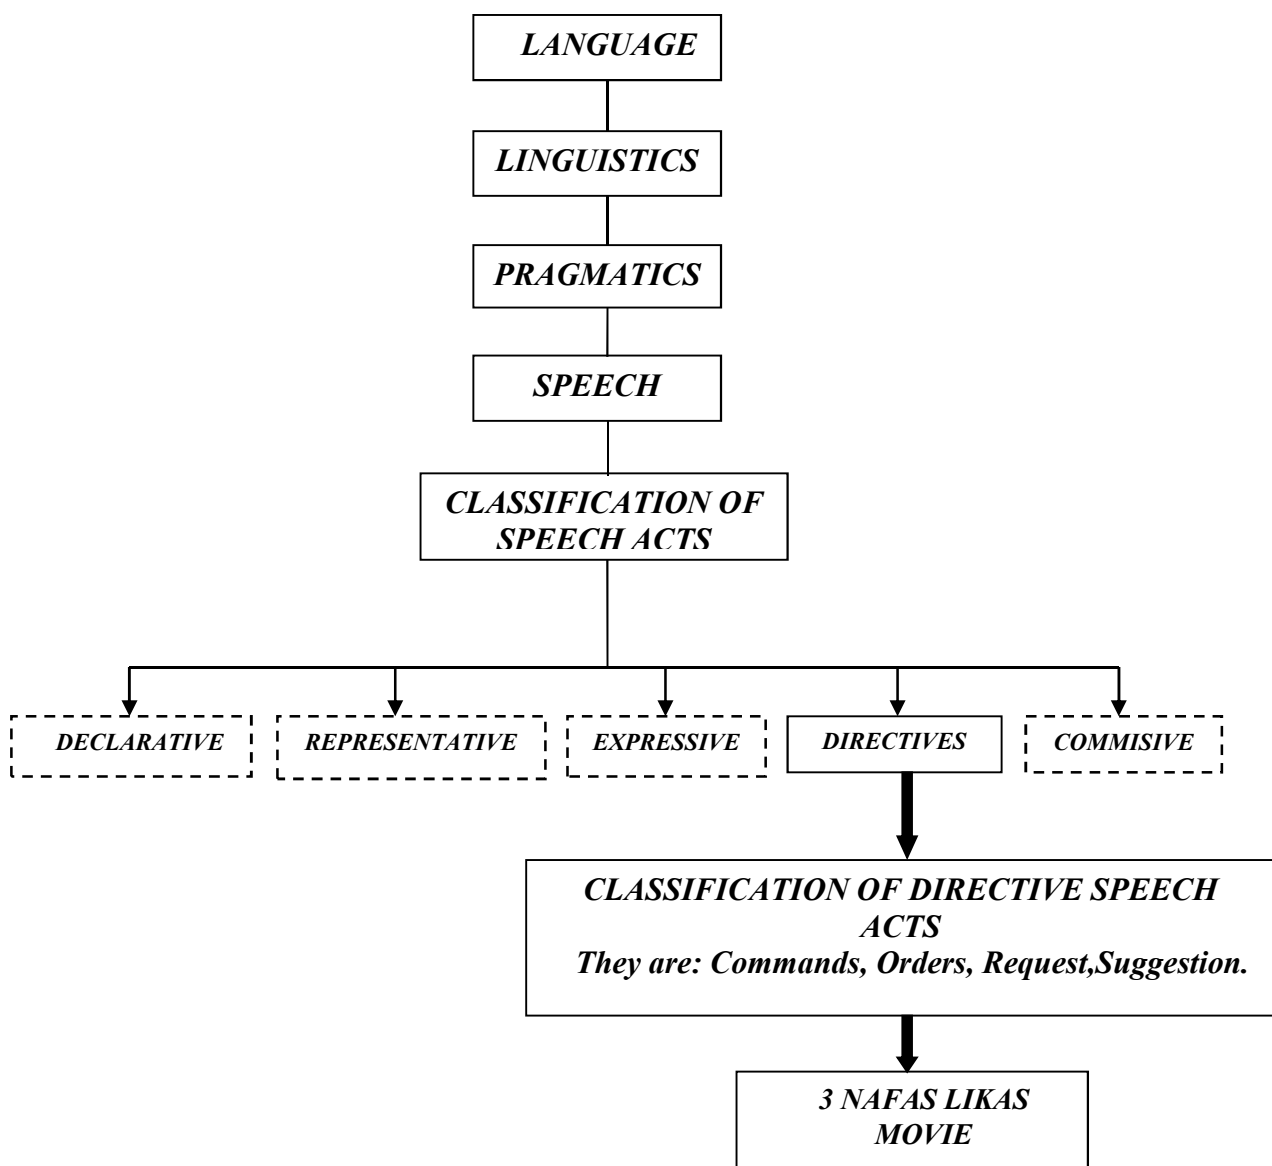 LANGUAGE
LINGUISTICS
PRAGMATICS
SPEECH
CLASSIFICATION OF
SPEECH ACTS
DECLARATIVE
REPRESENTATIVE
EXPRESSIVE
DIRECTIVES
COMMISIVE
CLASSIFICATION OF DIRECTIVE SPEECH
ACTS
They are: Commands, Orders, Request,Suggestion.
3 NAFAS LIKAS
MOVIE